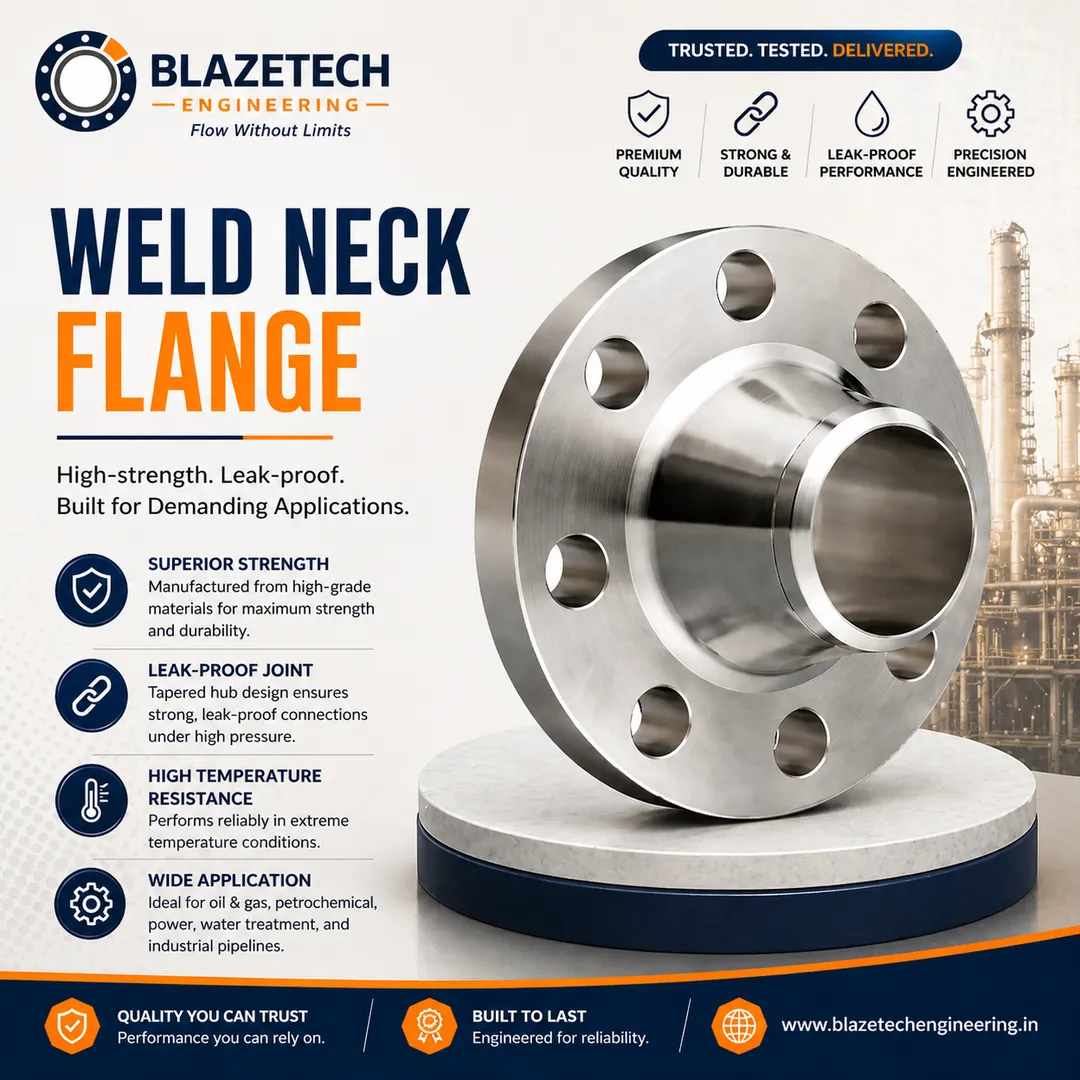 BLAZETECH
ENGINEERING
Flow Without Limits
TRUSTED. TESTED. DELIVERED.
PREMIUM
QUALITY
STRONG &
DURABLE
LEAK-PROOF
PERFORMANCE
PRECISION
ENGINEERED
WELD NECK
FLANGE
High-strength. Leak-proof.
Built for Demanding Applications.
SUPERIOR STRENGTH
Manufactured from high-grade
materials for maximum strength
and durability.
LEAK-PROOF JOINT
Tapered hub design ensures
strong, leak-proof connections
under high pressure.
HIGH TEMPERATURE
RESISTANCE
Performs reliably in extreme
temperature conditions.
WIDE APPLICATION
Ideal for oil & gas, petrochemical,
power, water treatment, and
industrial pipelines.
QUALITY YOU CAN TRUST
Performance you can rely on.
BUILT TO LAST
Engineered for reliability.
www.blazetechengineering.in